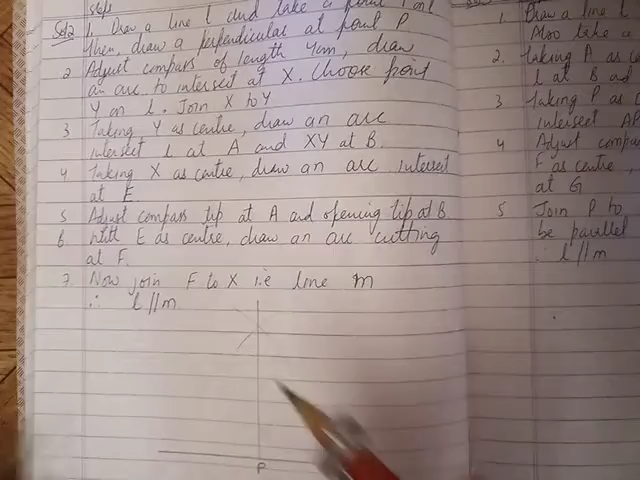 steps
Sol2 1. Draw a line l and take a point P on l
then, draw a perpendicular at point P
2 Adjust compass of length 4cm, draw
an arc to intersect at X. Choose point
Y on l. Join X to Y
3 Taking Y as centre, draw an arc
intersect l at A and XY at B.
4 Taking X as centre, draw an arc intersect
at E
5 Adjust compass tip at A and opening tip at B
6 With E as centre, draw an arc cutting
at F.
7 Now join F to X i.e line m
∴ l//m
P
1. Draw a line l
Also take a
2. Taking A as
l at B and
3 Taking P as
intersect AP
4 Adjust
F as centre,
at G
5 Join P to
be parallel
∴ l//m